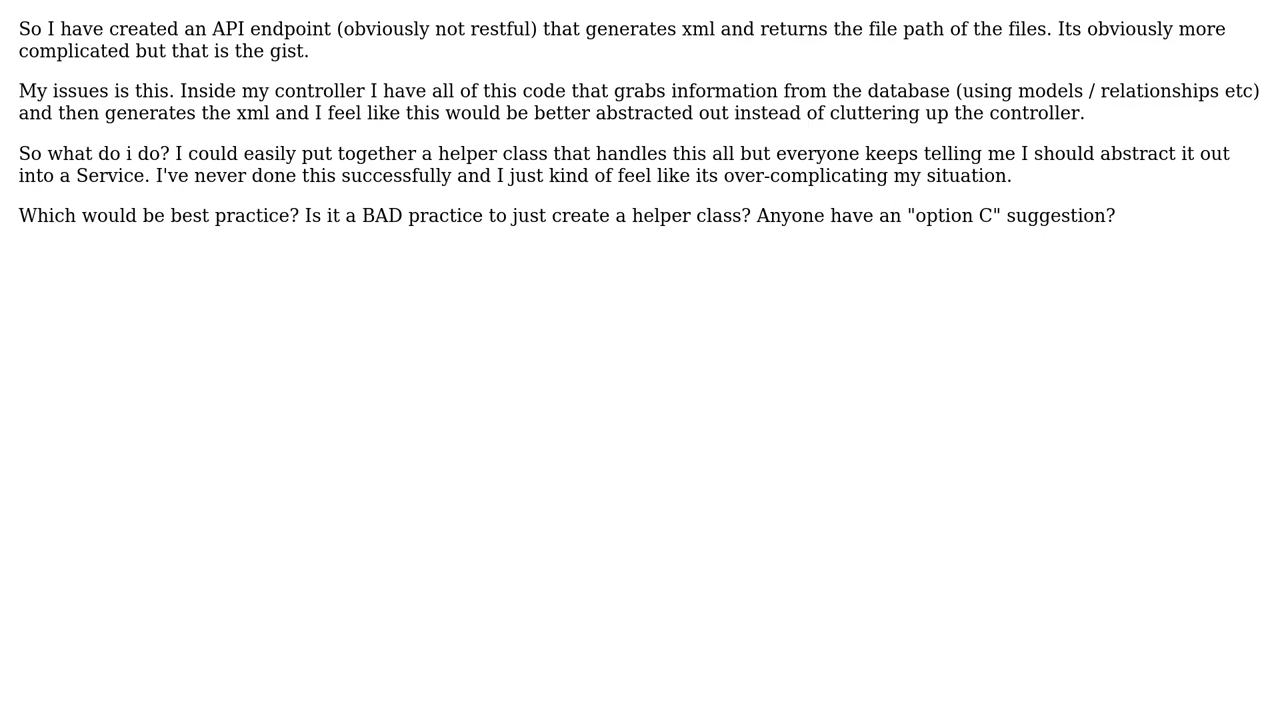 So I have created an API endpoint (obviously not restful) that generates xml and returns the file path of the files. Its obviously more
complicated but that is the gist.
My issues is this. Inside my controller I have all of this code that grabs information from the database (using models / relationships etc)
and then generates the xml and I feel like this would be better abstracted out instead of cluttering up the controller.
So what do i do? I could easily put together a helper class that handles this all but everyone keeps telling me I should abstract it out
into a Service. I've never done this successfully and I just kind of feel like its over-complicating my situation.
Which would be best practice? Is it a BAD practice to just create a helper class? Anyone have an "option C" suggestion?